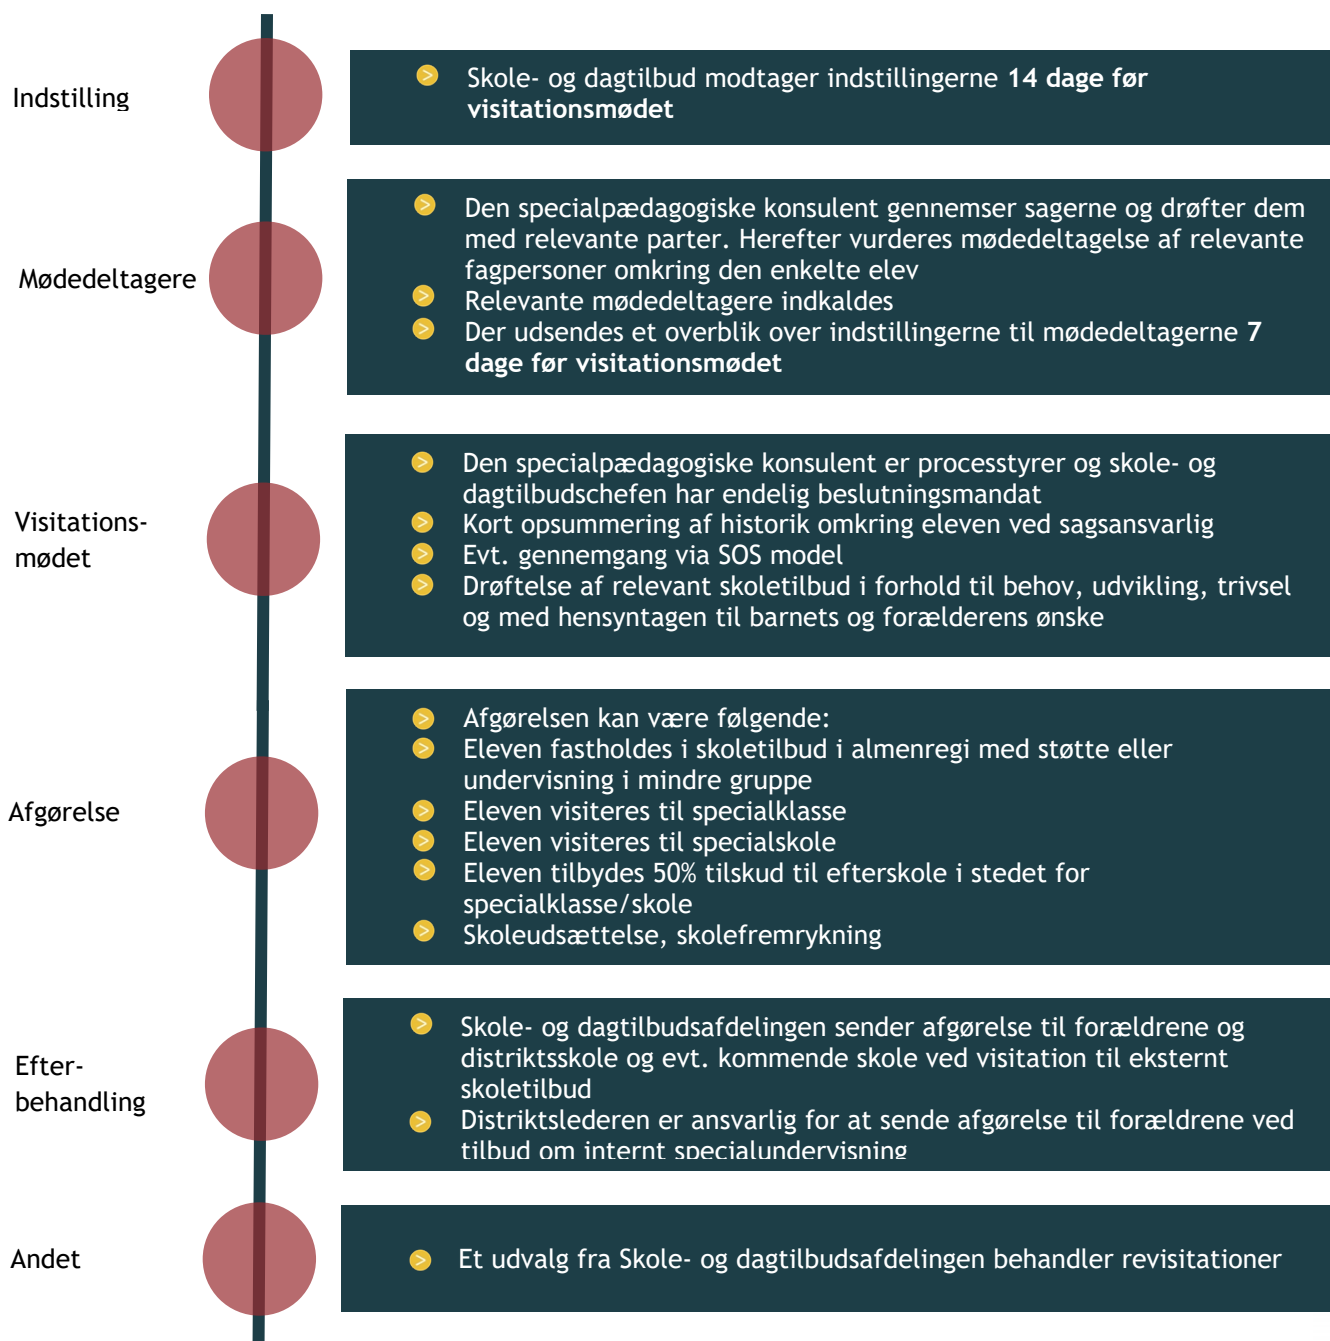 Indstilling
Skole- og dagtilbud modtager indstillingerne 14 dage før
visitationsmødet
Mødedeltagere
Den specialpædagogiske konsulent gennemser sagerne og drøfter dem
med relevante parter. Herefter vurderes mødedeltagelse af relevante
fagpersoner omkring den enkelte elev
Relevante mødedeltagere indkaldes
Der udsendes et overblik over indstillingerne til mødedeltagerne 7
dage før visitationsmødet
Visitations-
mødet
Den specialpædagogiske konsulent er processtyrer og skole- og
dagtilbudschefen har endelig beslutningsmandat
Kort opsummering af historik omkring eleven ved sagsansvarlig
Evt. gennemgang via SOS model
Drøftelse af relevant skoletilbud i forhold til behov, udvikling, trivsel
og med hensyntagen til barnets og forælderens ønske
Afgørelse
Afgørelsen kan være følgende:
Eleven fastholdes i skoletilbud i almenregi med støtte eller
undervisning i mindre gruppe
Eleven visiteres til specialklasse
Eleven visiteres til specialskole
Eleven tilbydes 50% tilskud til efterskole i stedet for
specialklasse/skole
Skoleudsættelse, skolefremrykning
Efter-
behandling
Skole- og dagtilbudsafdelingen sender afgørelse til forældrene og
distriktsskole og evt. kommende skole ved visitation til eksternt
skoletilbud
Distriktslederen er ansvarlig for at sende afgørelse til forældrene ved
tilbud om internt specialundervisning
Andet
Et udvalg fra Skole- og dagtilbudsafdelingen behandler revisitationer